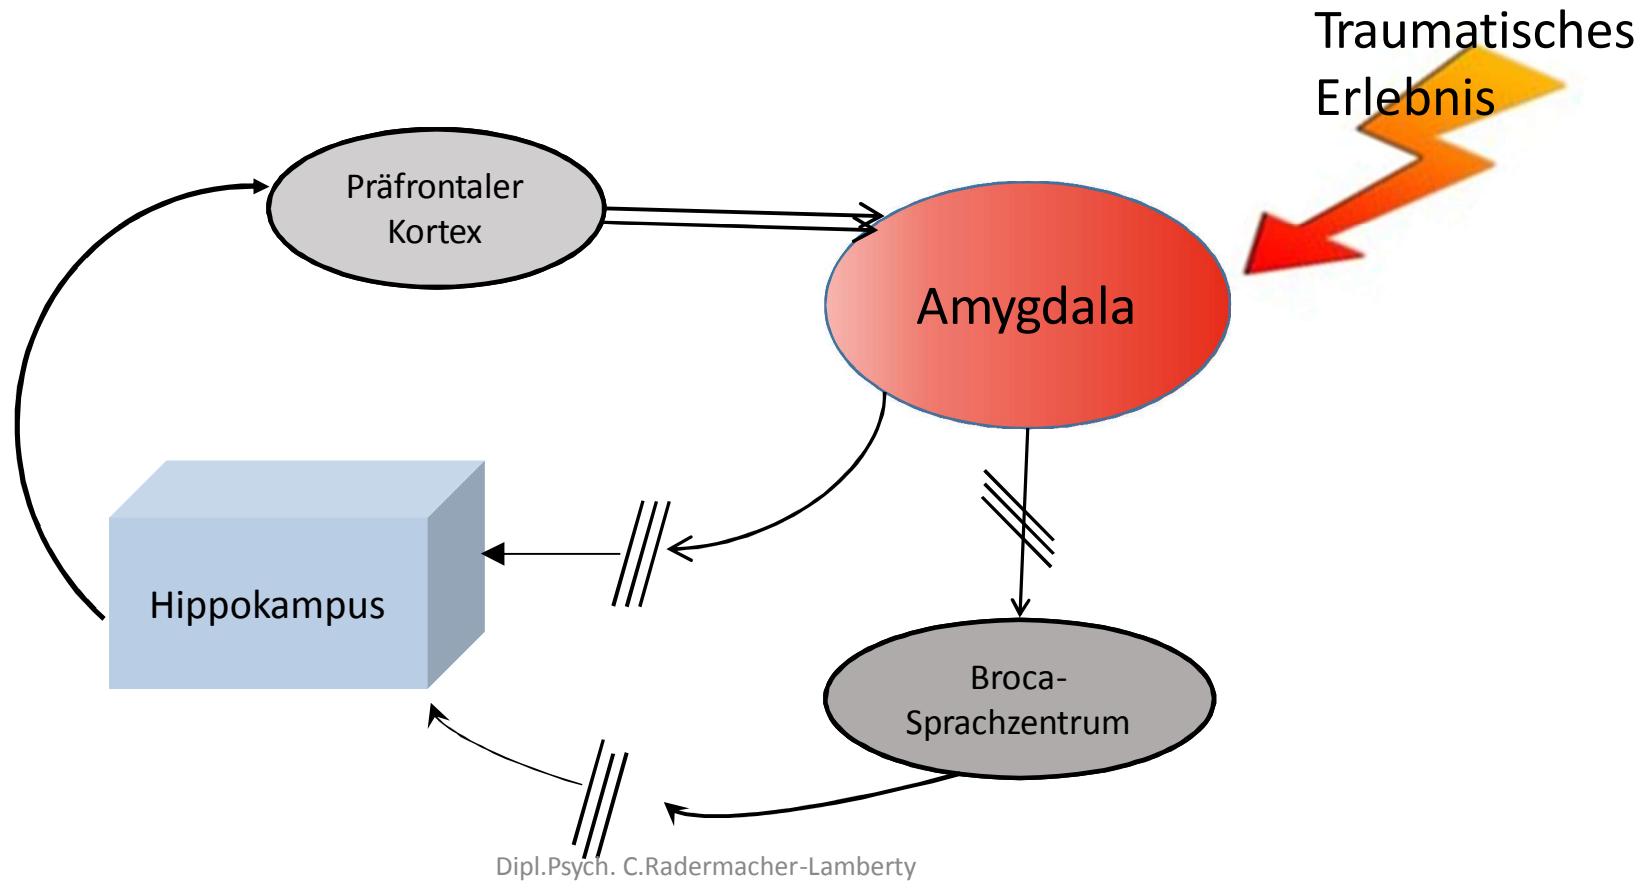 Traumatisches
Erlebnis
Präfrontaler
Kortex
Amygdala
Hippokampus
Broca-
Sprachzentrum
Dipl.Psych. C.Radermacher-Lamberty